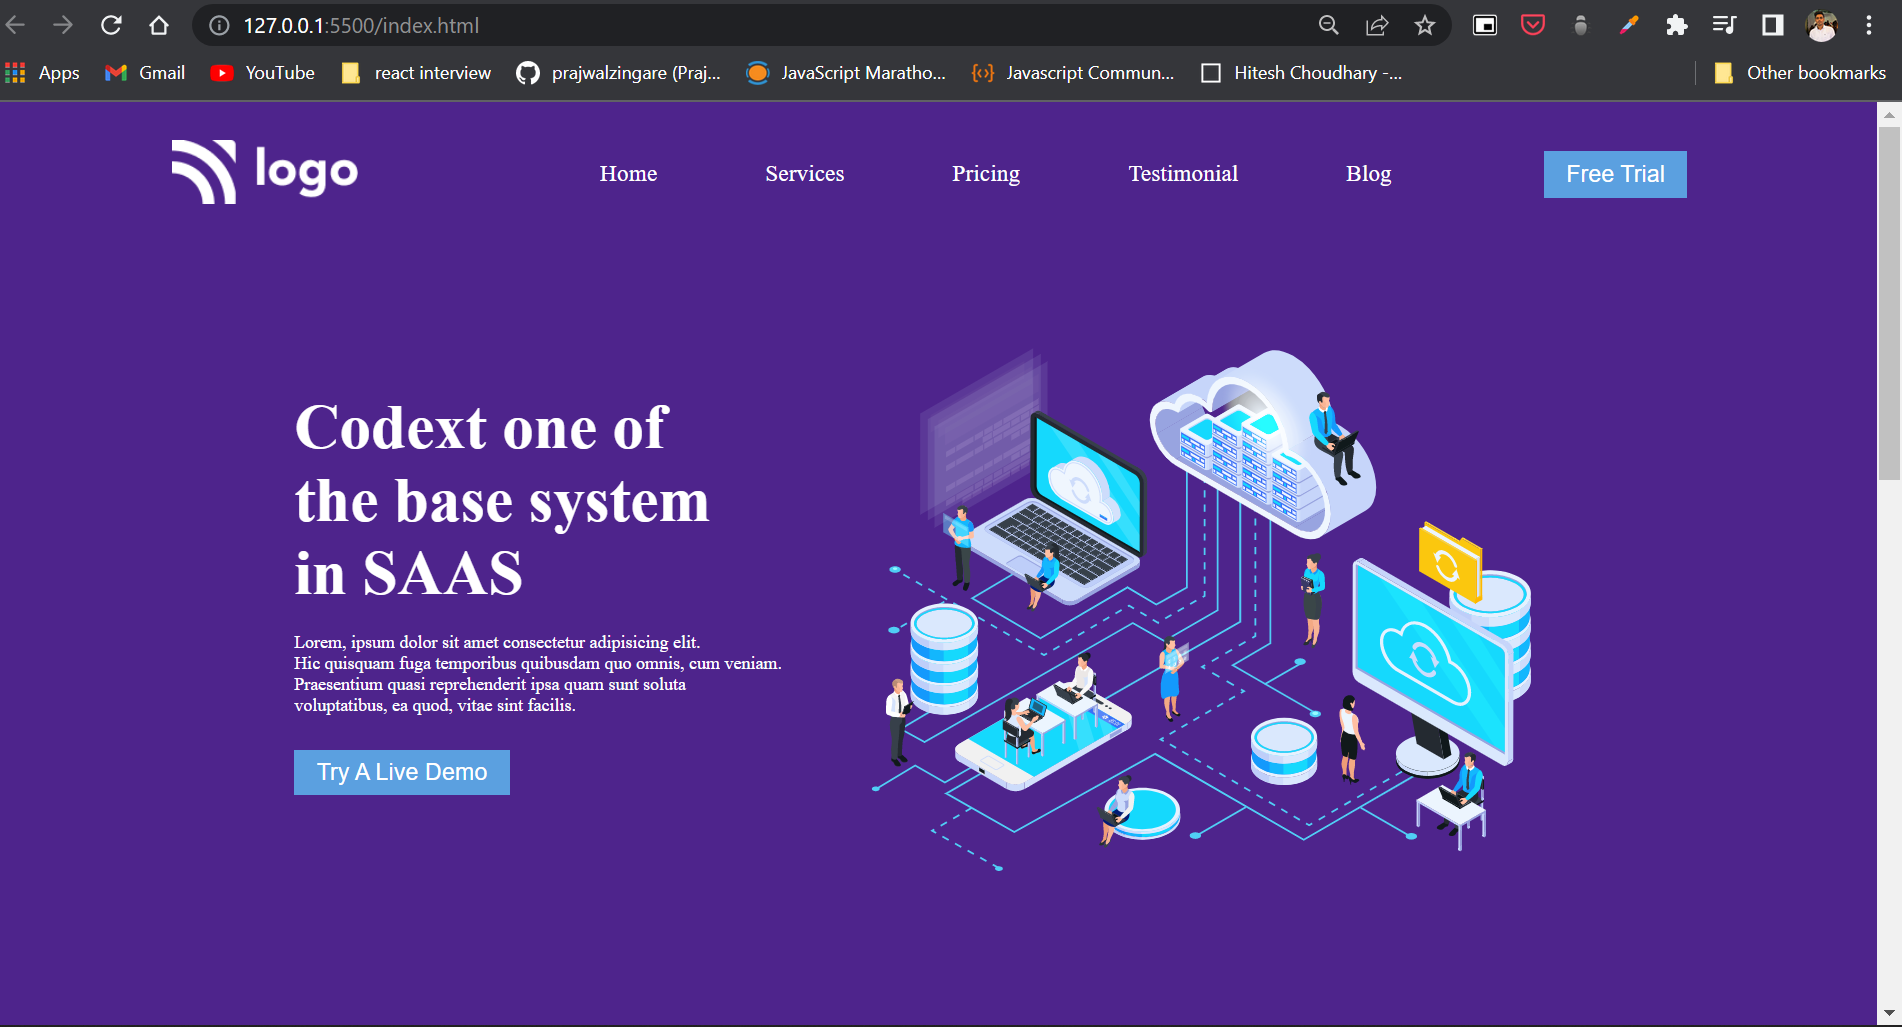 127.0.0.1:5500/index.html
Apps Gmail YouTube react interview prajwalzingare (Praj... JavaScript Maratho... Javascript Commun... Hitesh Choudhary -... Other bookmarks
logo Home Services Pricing Testimonial Blog Free Trial
Codext one of
the base system
in SAAS
Lorem, ipsum dolor sit amet consectetur adipisicing elit.
Hic quisquam fuga temporibus quibusdam quo omnis, cum veniam.
Praesentium quasi reprehenderit ipsa quam sunt soluta
voluptatibus, ea quod, vitae sint facilis.
Try A Live Demo